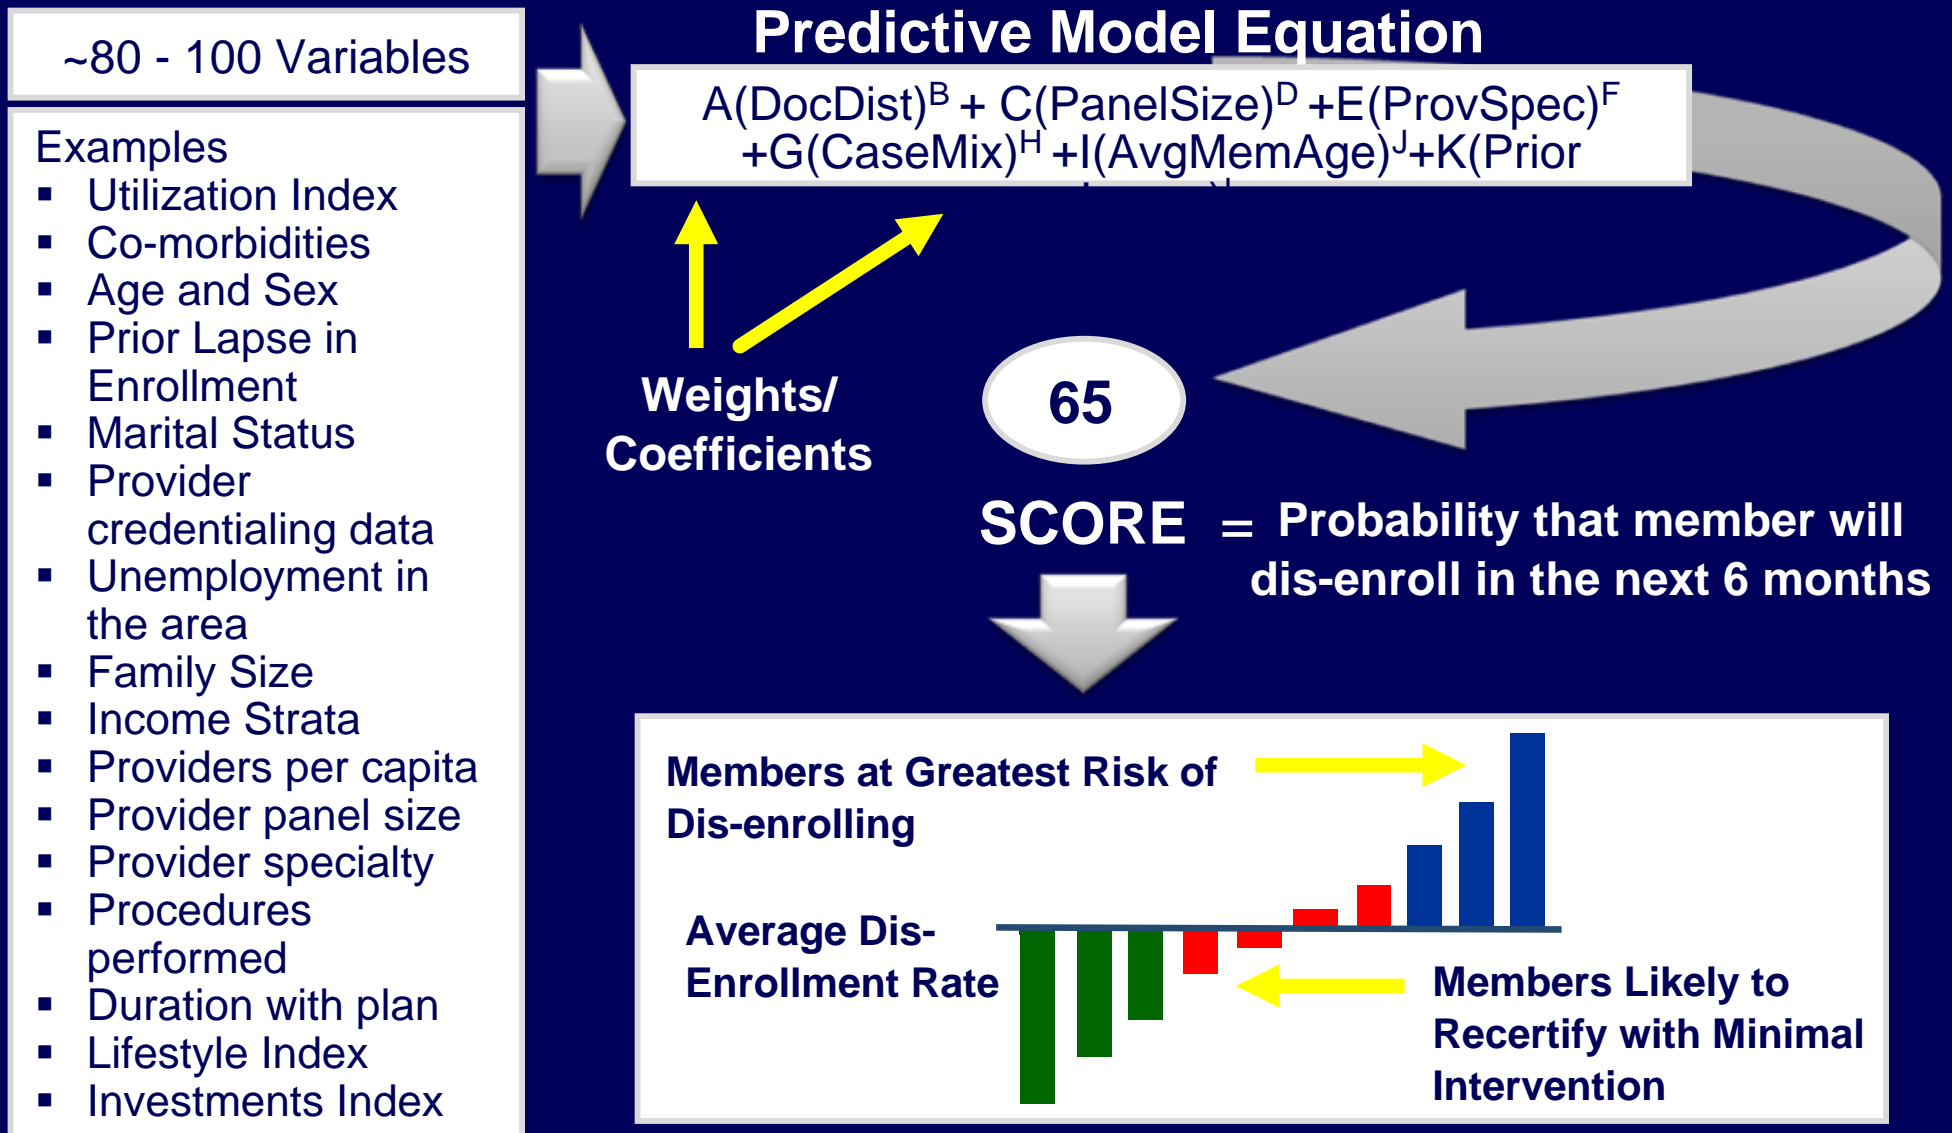 ~80 - 100 Variables
Examples
▪ Utilization Index
▪ Co-morbidities
▪ Age and Sex
▪ Prior Lapse in
Enrollment
▪ Marital Status
▪ Provider
credentialing data
▪ Unemployment in
the area
▪ Family Size
▪ Income Strata
▪ Providers per capita
▪ Provider panel size
▪ Provider specialty
▪ Procedures
performed
▪ Duration with plan
▪ Lifestyle Index
▪ Investments Index
Predictive Model Equation
A(DocDist)^B + C(PanelSize)^D +E(ProvSpec)^F
+G(CaseMix)^H +I(AvgMemAge)^J+K(Prior
Weights/
Coefficients
65
SCORE = Probability that member will
dis-enroll in the next 6 months
Members at Greatest Risk of
Dis-enrolling
Average Dis-
Enrollment Rate
Members Likely to
Recertify with Minimal
Intervention